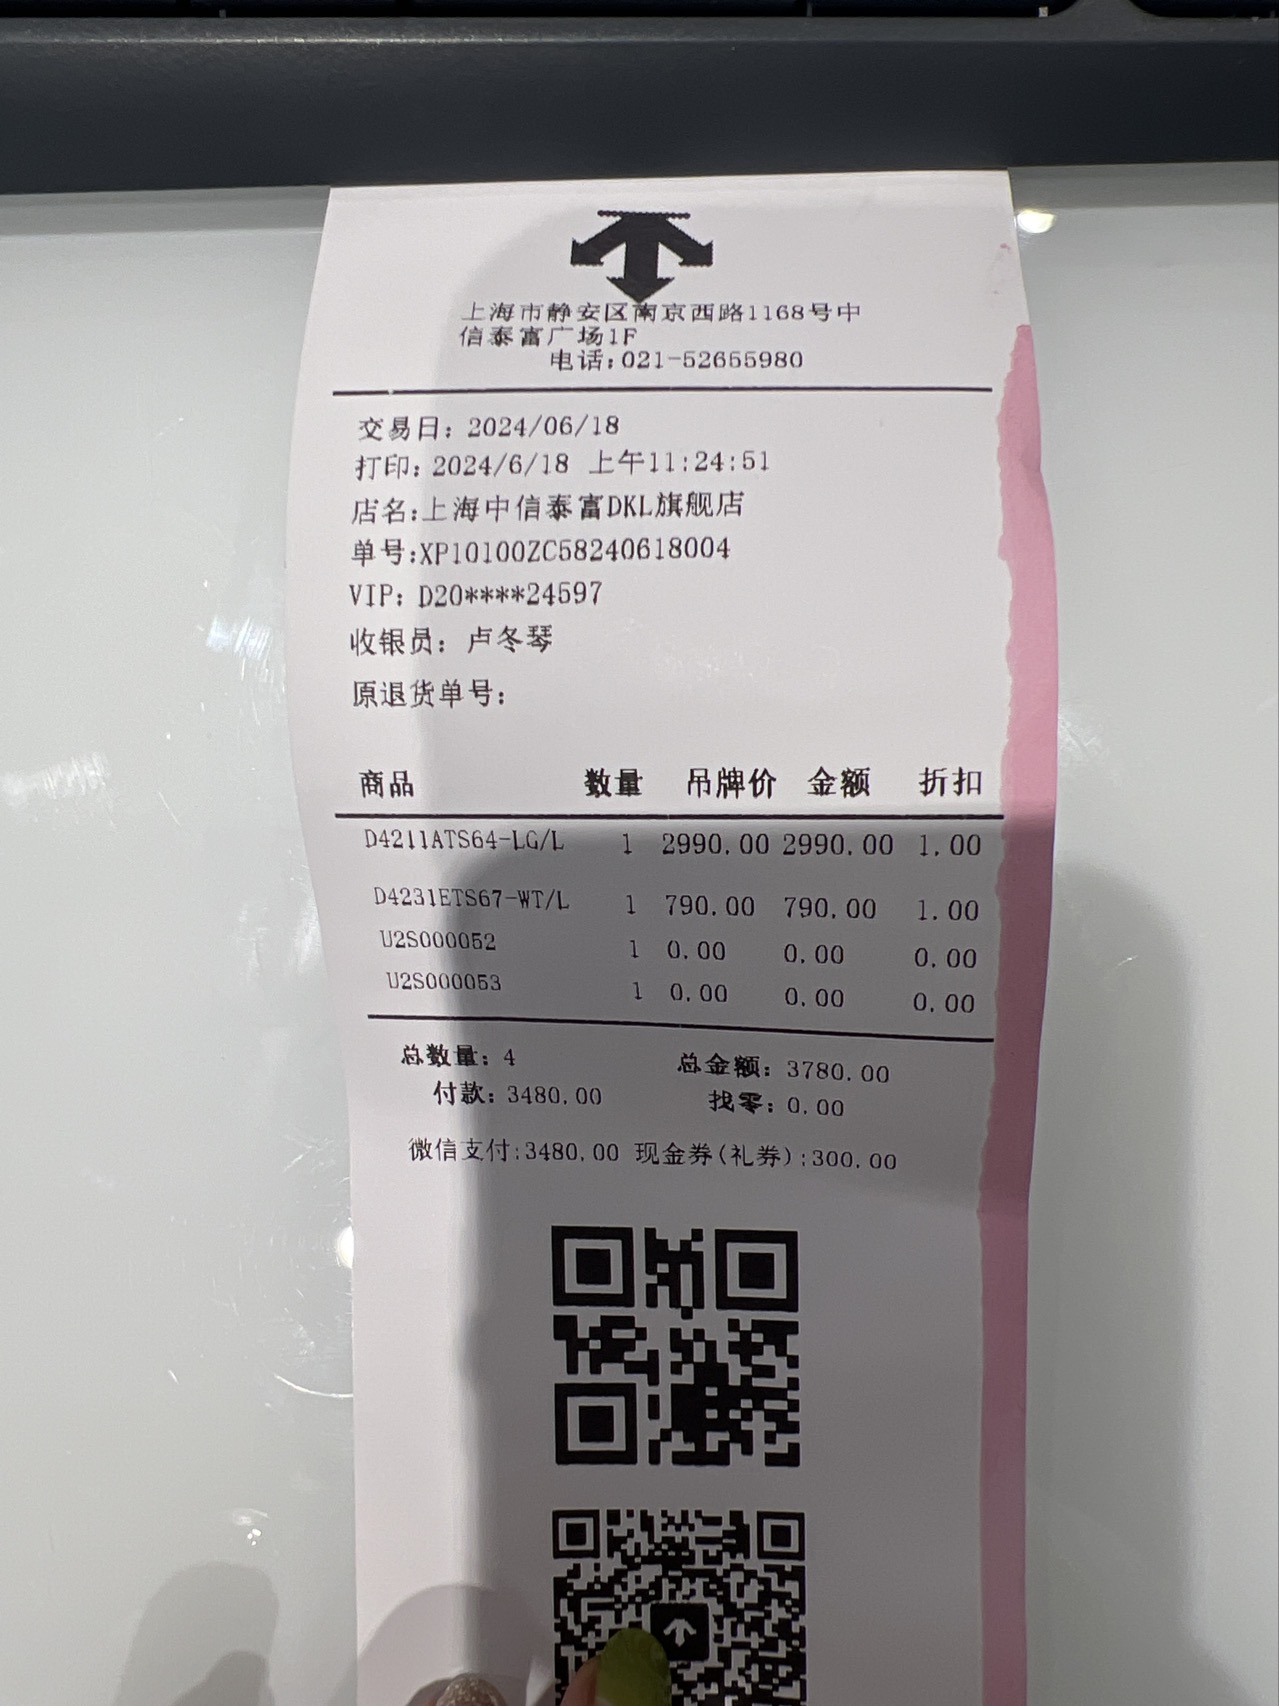 上海市静安区南京西路1168号中
信泰富广场1F
电话:021-52655980
交易日: 2024/06/18
打印: 2024/6/18 上午11:24:51
店名:上海中信泰富DKL旗舰店
单号:XP10100ZC58240618004
VIP: D20****24597
收银员: 卢冬琴
原退货单号:
商品 数量 吊牌价 金额 折扣
D4211ATS64-LG/L 1 2990.00 2990.00 1.00
D4231ETS67-WT/L 1 790.00 790.00 1.00
U2S000052 1 0.00 0.00 0.00
U2S000053 1 0.00 0.00 0.00
总数量: 4 总金额: 3780.00
付款: 3480.00 找零: 0.00
微信支付:3480.00 现金券(礼券):300.00